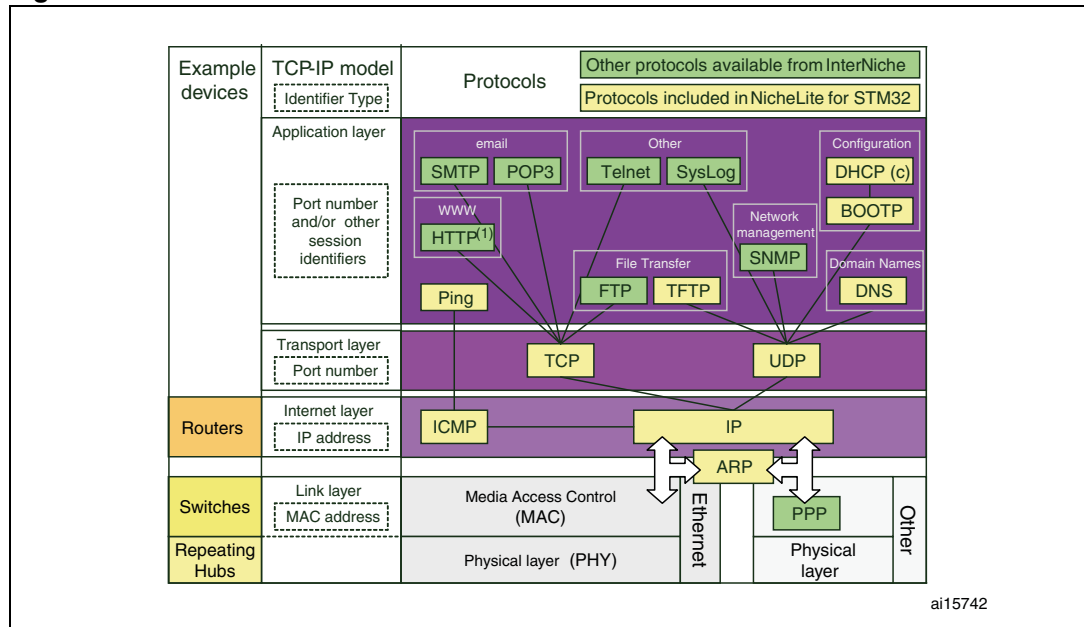 Example
devices
TCP-IP model
Identifier Type
Protocols
Other protocols available from InterNiche
Protocols included in NicheLite for STM32
Application layer
Port number
and/or other
session
identifiers
email
SMTP
POP3
Other
Telnet
SysLog
Configuration
DHCP (c)
BOOTP
WWW
HTTP(1)
Network
management
SNMP
File Transfer
FTP
TFTP
Domain Names
DNS
Ping
Transport layer
Port number
TCP
UDP
Routers
Internet layer
IP address
ICMP
IP
ARP
Switches
Link layer
MAC address
Media Access Control
(MAC)
Ethernet
PPP
Other
Repeating
Hubs
Physical layer (PHY)
Physical
layer
ai15742